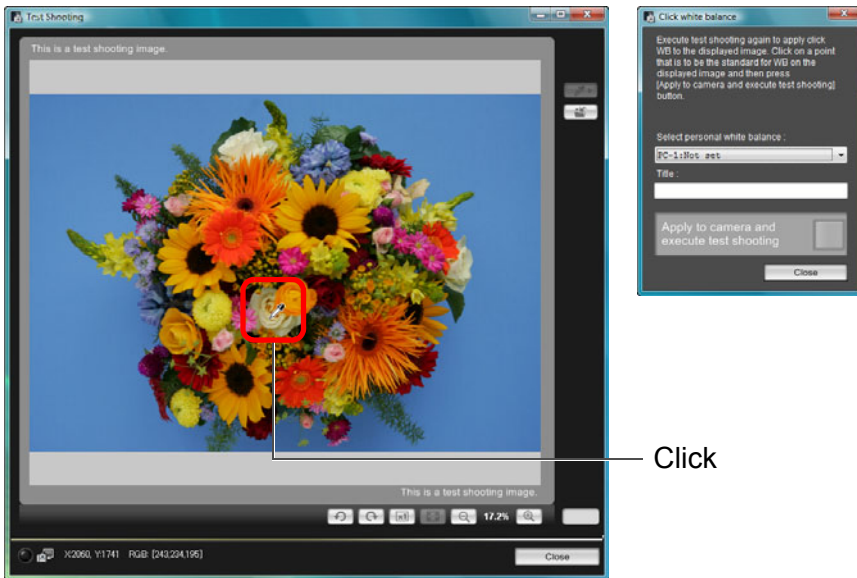 Test Shooting
This is a test shooting image.
This is a test shooting image.
17.2%
X:2060, Y:1741 RGB: [243,234,195]
Close
Click white balance
Execute test shooting again to apply click
WB to the displayed image. Click on a point
that is to be the standard for WB on the
displayed image and then press
[Apply to camera and execute test shooting]
button.
Select personal white balance :
PC-1:Not set
Title :
Apply to camera and
execute test shooting
Close
Click